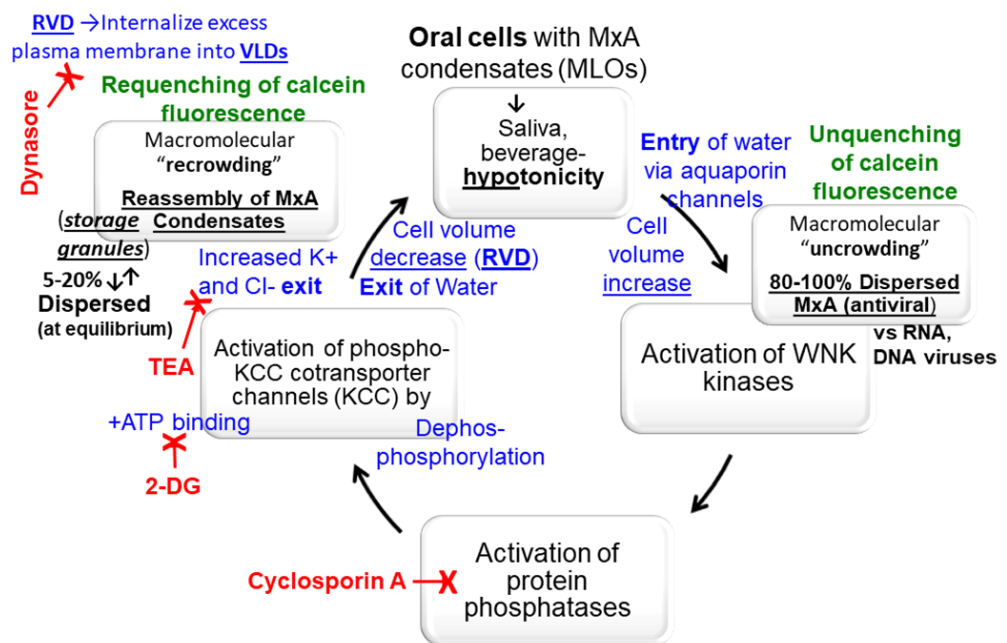 RVD →Internalize excess
plasma membrane into VLDs
Dynasore
Requenching of calcein
fluorescence
Macromolecular
“recrowding”
Reassembly of MxA
Condensates
(storage
granules)
5-20% ↓↑
Dispersed
(at equilibrium)
Increased K+
and Cl- exit
TEA
Oral cells with MxA
condensates (MLOs)
↓
Saliva,
beverage-
hypotonicity
Entry of water
via aquaporin
channels
Cell
volume
increase
Unquenching
of calcein
fluorescence
Macromolecular
“uncrowding”
80-100% Dispersed
MxA (antiviral)
vs RNA,
DNA viruses
Cell volume
decrease (RVD)
Exit of Water
Activation of WNK
kinases
Activation of phospho-
KCC cotransporter
channels (KCC) by
+ATP binding
Dephos-
phosphorylation
2-DG
Cyclosporin A
Activation of
protein
phosphatases